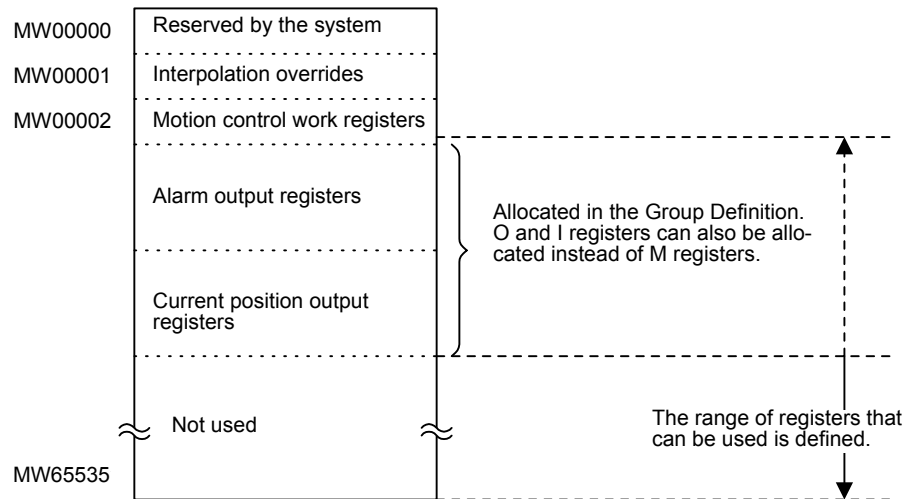 MW00000
Reserved by the system
MW00001
Interpolation overrides
MW00002
Motion control work registers
Alarm output registers
Allocated in the Group Definition.
O and I registers can also be allo-
cated instead of M registers.
Current position output
registers
Not used
The range of registers that
can be used is defined.
MW65535